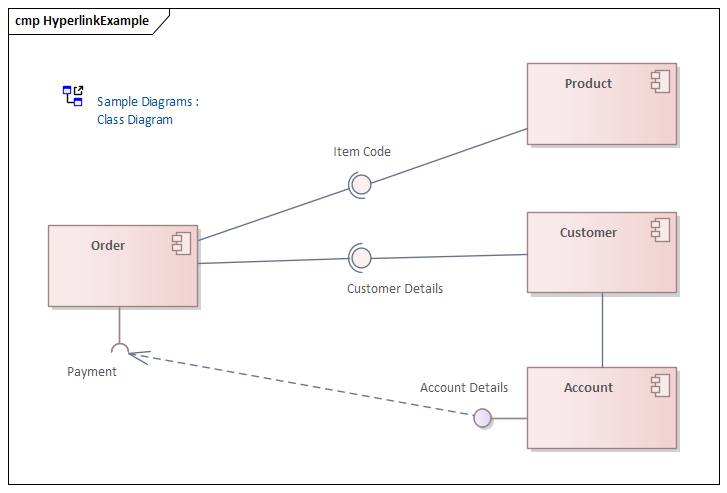 cmp HyperlinkExample
Sample Diagrams :
Class Diagram
Product
Item Code
Order
Customer
Customer Details
Payment
Account Details
Account